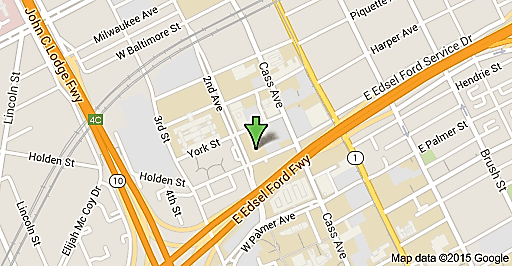 Milwaukee Ave
W Baltimore St
Piquette
Harper Ave
John C Lodge Fwy
Lincoln St
E Edsel Ford Service Dr
Hendrie St
Cass Ave
2nd Ave
4C
3rd St
York St
E Palmer St
Brush St
Holden St
Holden St
1
10
4th St
E Edsel Ford Fwy
Elijah Mc Coy Dr
Lincoln St
W Palmer Ave
Cass Ave
Map data ©2015 Google